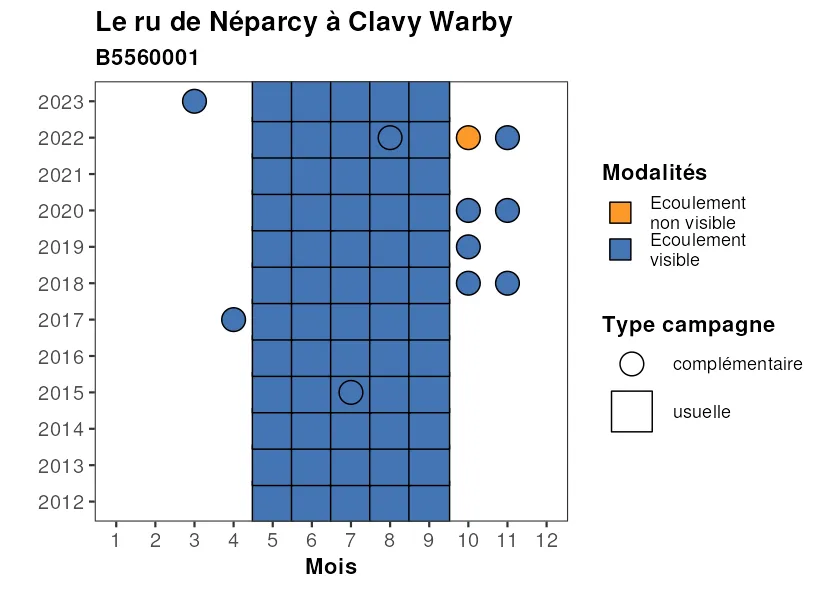 Le ru de Néparcy à Clavy Warby
B5560001
2023
2022
2021
2020
2019
2018
2017
2016
2015
2014
2013
2012
1 2 3 4 5 6 7 8 9 10 11 12
Mois
Modalités
Ecoulement
non visible
Ecoulement
visible
Type campagne
complémentaire
usuelle